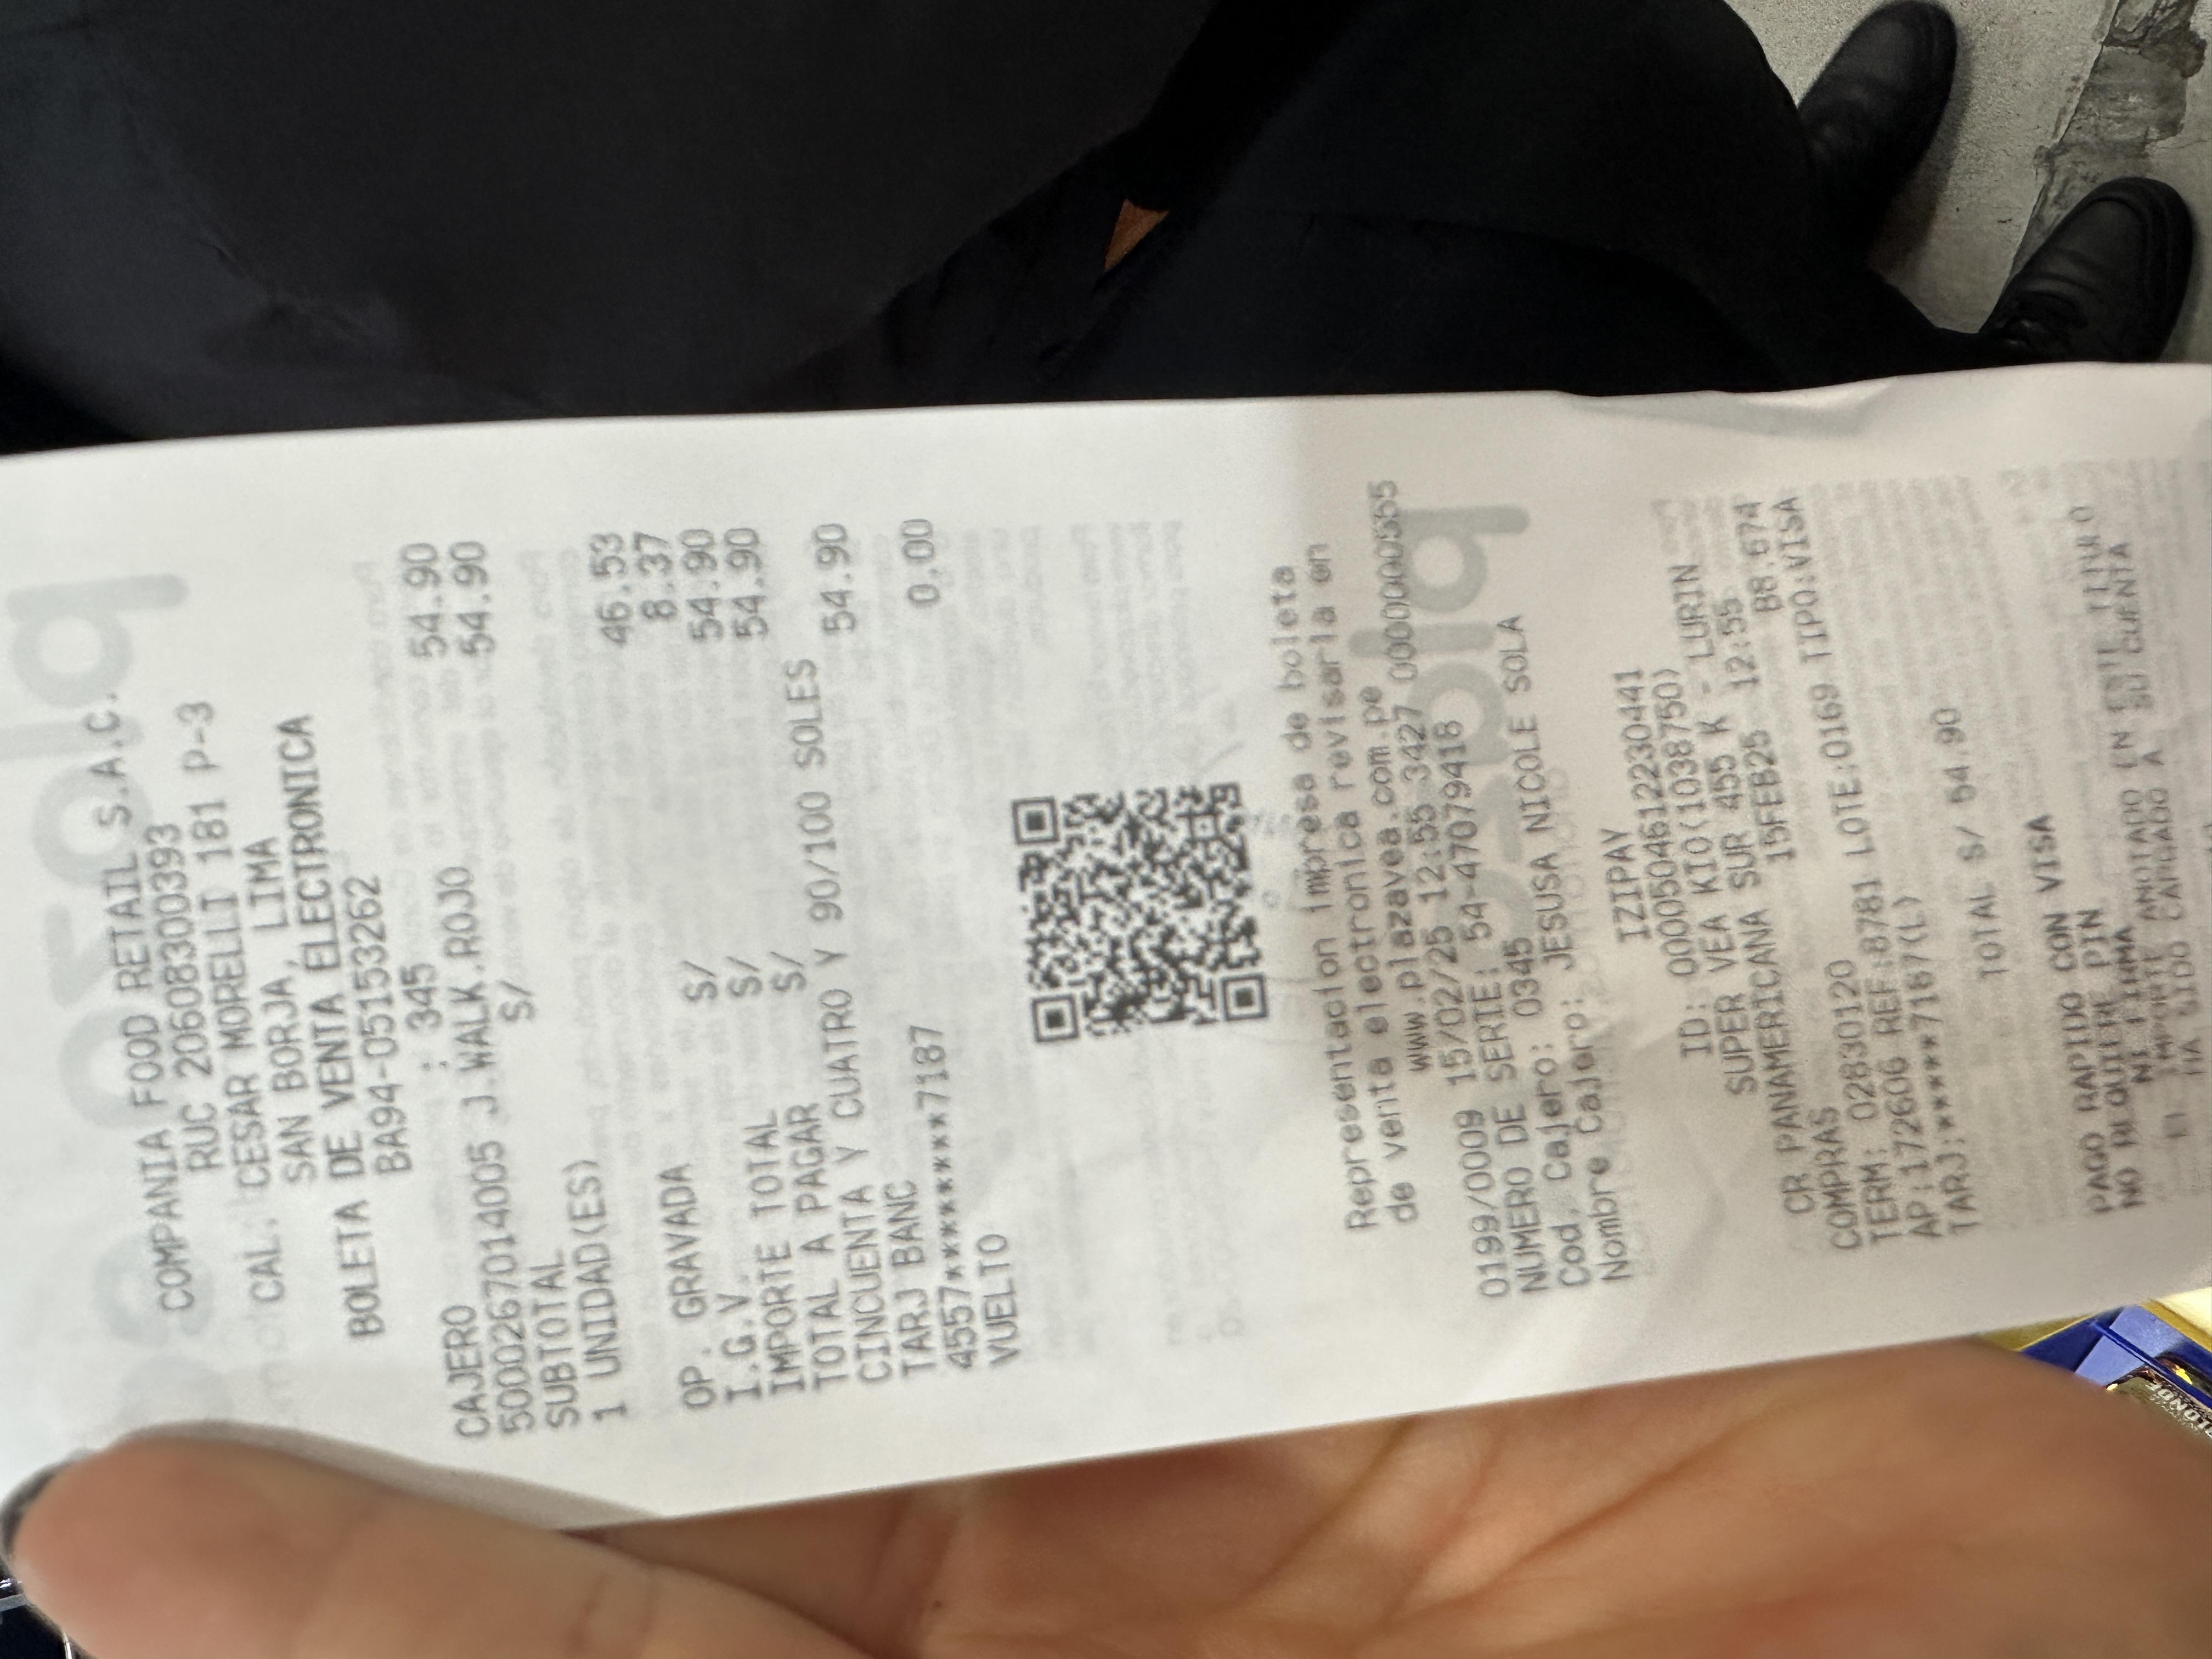 COMPANIA FOOD RETAIL S.A.C.
RUC 20608300393
CAL. CESAR MORELLI 181 P-3
SAN BORJA, LIMA
BOLETA DE VENTA ELECTRONICA
BA94-05153262
CAJERO : 345
5000267014005 J.WALK.ROJO 54.90
SUBTOTAL S/ 54.90
1 UNIDAD(ES)
OP. GRAVADA S/ 46.53
I.G.V. S/ 8.37
IMPORTE TOTAL S/ 54.90
TOTAL A PAGAR 54.90
CINCUENTA Y CUATRO Y 90/100 SOLES
TARJ BANC 54.90
4557********7187
VUELTO 0.00
Representacion impresa de boleta
de venta electronica revisarla en
www.plazavea.com.pe
0199/0009 15/02/25 12:55 3427 0000000555
NUMERO DE SERIE: 54-47079418
Cod. Cajero: 0345
Nombre Cajero: JESUSA NICOLE SOLA
IZIPAY
ID: 0000504612230441
SUPER VEA KIO(1038750)
CR PANAMERICANA SUR 455 K - LURIN
15FEB25 12:55
COMPRAS B8.674
TERM: 02830120
AP:172606 REF:8781 LOTE:0169 TIPO:VISA
TARJ:*****7187(L)
TOTAL S/ 54.90
PAGO RAPIDO CON VISA
NO REQUIERE PIN
NI FIRMA
EL IMPORTE ANOTADO EN ESTE TITULO
HA SIDO CARGADO A SU CUENTA